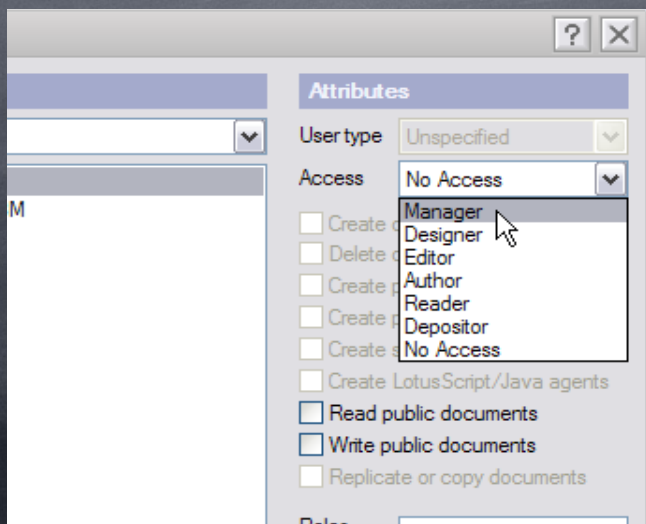 ?
Attributes
User type Unspecified
Access No Access
M
Manager
Designer
Editor
Author
Reader
Depositor
No Access
Create
Delete
Create
Create
Create
Create LotusScript/Java agents
Read public documents
Write public documents
Replicate or copy documents